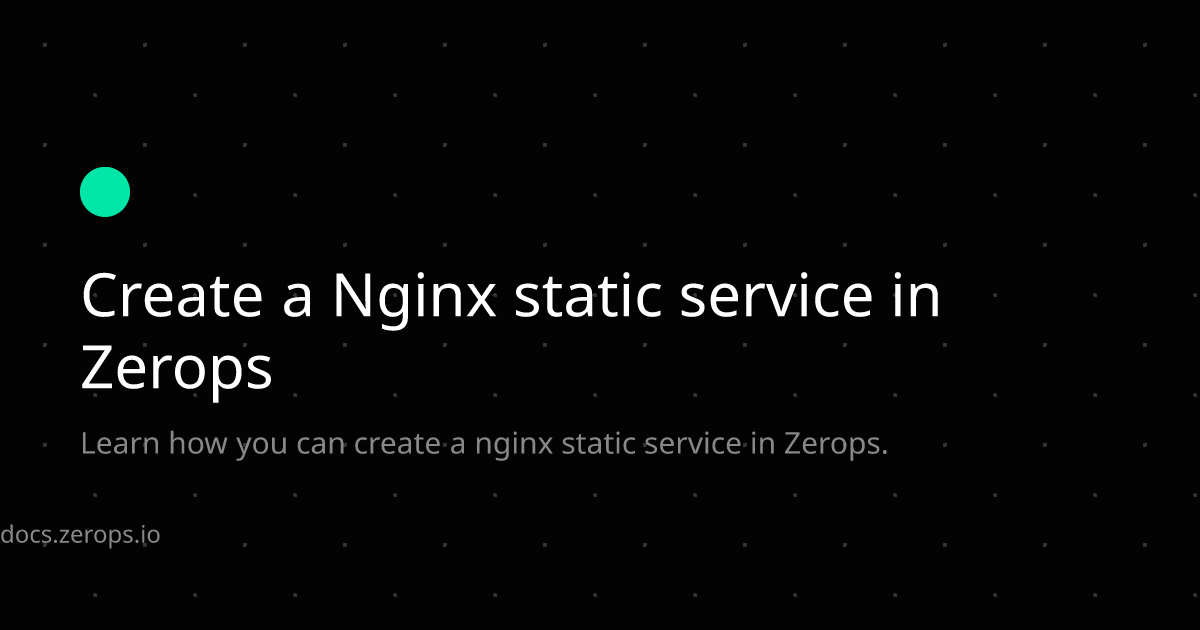 Create a Nginx static service in
Zerops
Learn how you can create a nginx static service in Zerops.
docs.zerops.io